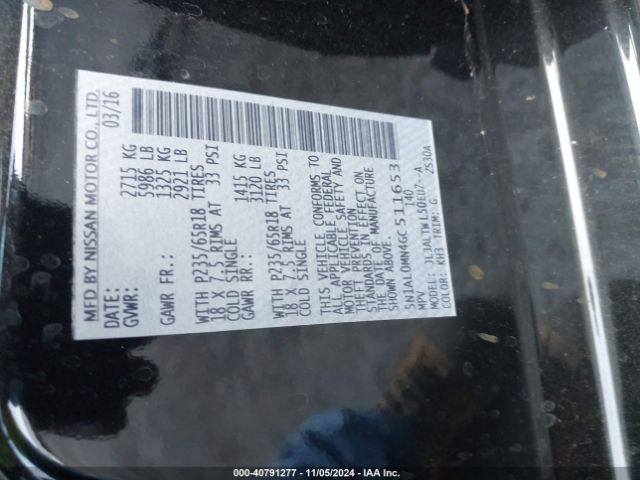 MFD BY NISSAN MOTOR CO., LTD.
DATE: 03/16
GVWR: 2715 KG
5986 LB
GAWR FR.: 1325 KG
2921 LB
WITH P235/65R18 TIRES
18 X 7.5 RIMS AT 33 PSI
COLD SINGLE
GAWR RR.: 1415 KG
3120 LB
WITH P235/65R18 TIRES
18 X 7.5 RIMS AT 33 PSI
COLD SINGLE
THIS VEHICLE CONFORMS TO
ALL APPLICABLE FEDERAL
MOTOR VEHICLE SAFETY AND
THEFT PREVENTION
STANDARDS IN EFFECT ON
THE DATE OF MANUFACTURE
SHOWN ABOVE.
5N1AL0MN4GC511653
MPV
MODEL: JL3ALTWL50EU7--A
COLOR: KH3 TRIM: G
000-40791277 - 11/05/2024 - IAA Inc.